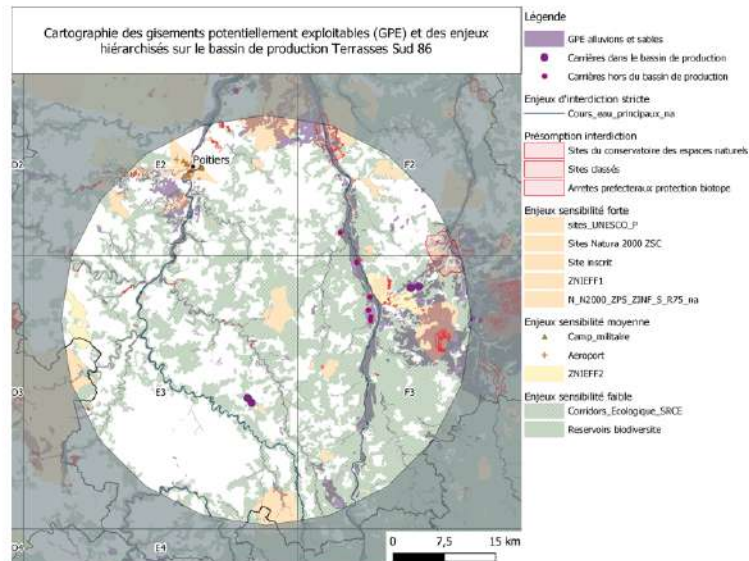 Cartographie des gisements potentiellement exploitables (GPE) et des enjeux
hiérarchisés sur le bassin de production Terrasses Sud 86
Légende
GPE alluvions et sables
Carrières dans le bassin de production
Carrières hors du bassin de production
Enjeux d'interdiction stricte
Cours_eau_principaux_na
Présomption interdiction
Sites du conservatoire des espaces naturels
Sites classés
Arretes prefecteraux protection biotope
Enjeux sensibilité forte
sites_UNESCO_P
Sites Natura 2000 ZSC
Site inscrit
ZNIEFF1
N_N2000_ZPS_ZINF_S_R75_na
Enjeux sensibilité moyenne
Camp_militaire
Aeroport
ZNIEFF2
Enjeux sensibilité faible
Corridors_Ecologique_SRCE
Reservoirs biodiversite
D2
E2
Poitiers
F2
D3
E3
F3
D4
E4
0
7,5
15 km